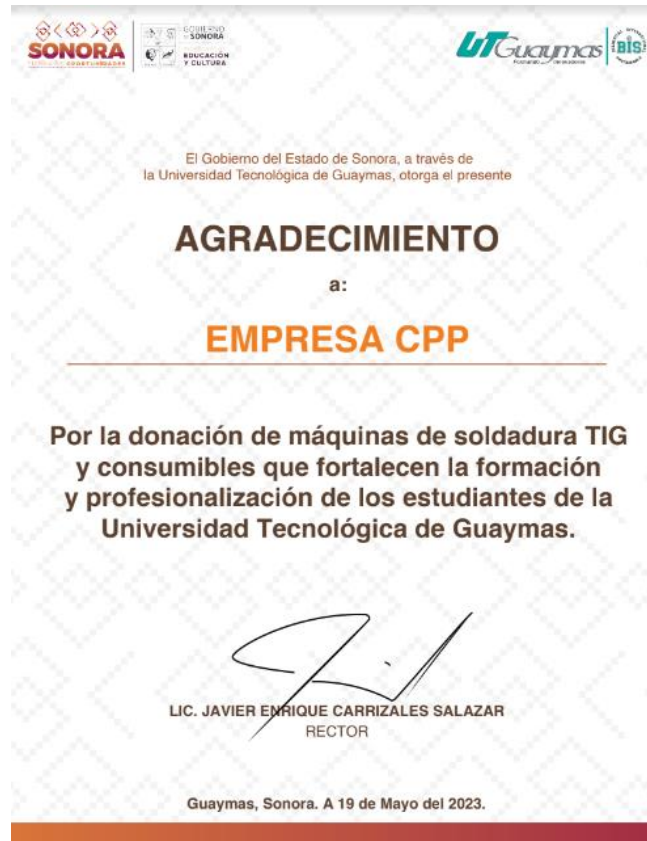 SONORA
GOBIERNO
DE SONORA
EDUCACIÓN
Y CULTURA
UTGuaymas
BIS
El Gobierno del Estado de Sonora, a través de
la Universidad Tecnológica de Guaymas, otorga el presente
AGRADECIMIENTO
a:
EMPRESA CPP
Por la donación de máquinas de soldadura TIG
y consumibles que fortalecen la formación
y profesionalización de los estudiantes de la
Universidad Tecnológica de Guaymas.
LIC. JAVIER ENRIQUE CARRIZALES SALAZAR
RECTOR
Guaymas, Sonora. A 19 de Mayo del 2023.